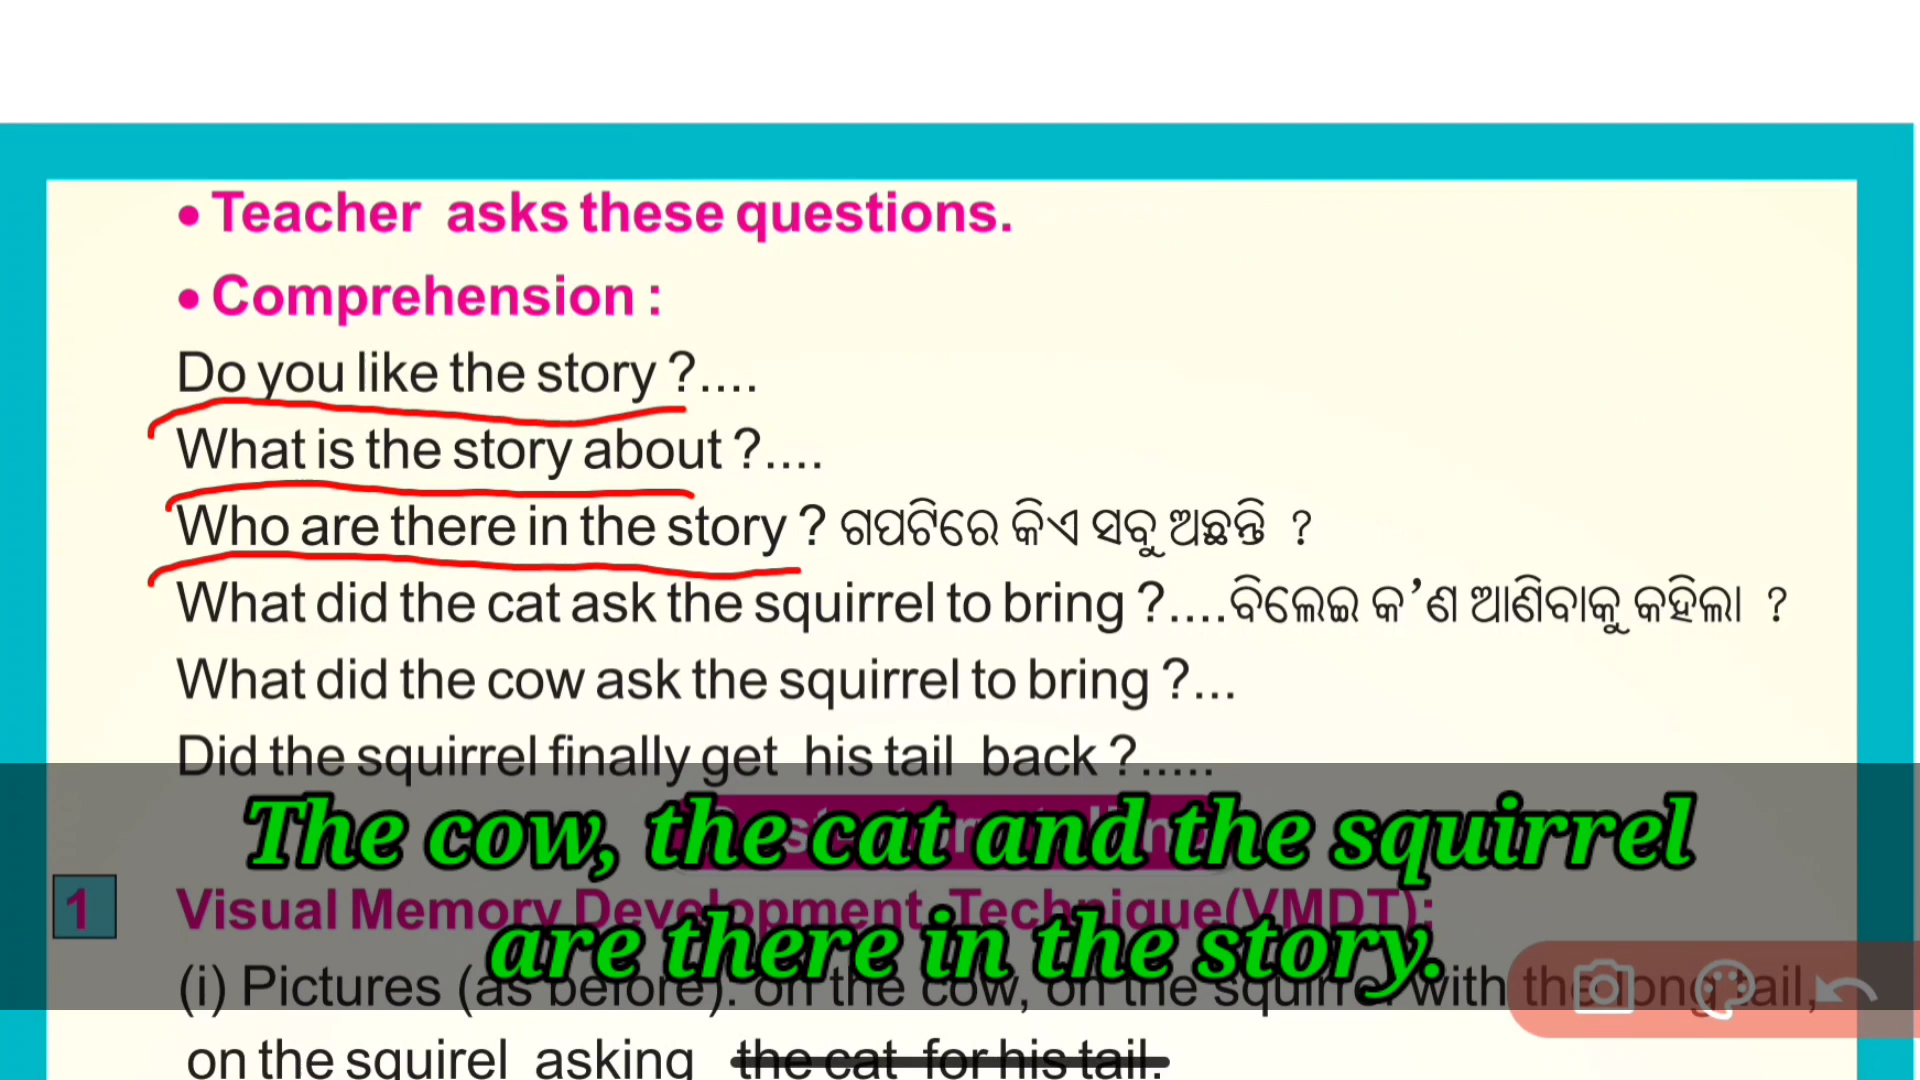 • Teacher asks these questions.
• Comprehension :
Do you like the story ?....
What is the story about ?....
Who are there in the story ? ଗପଟିରେ କିଏ ସବୁ ଅଛନ୍ତି ?
What did the cat ask the squirrel to bring ?....ବିଲେଇ କ’ଣ ଆଣିବାକୁ କହିଲା ?
What did the cow ask the squirrel to bring ?...
Did the squirrel finally get his tail back ?.....
The cow, the cat and the squirrel
1 Visual Memory Development Technique(VMDT):
are there in the story.
(i) Pictures (as before): on the cow, on the squirrel with the long tail,
on the squirel asking the cat for his tail.